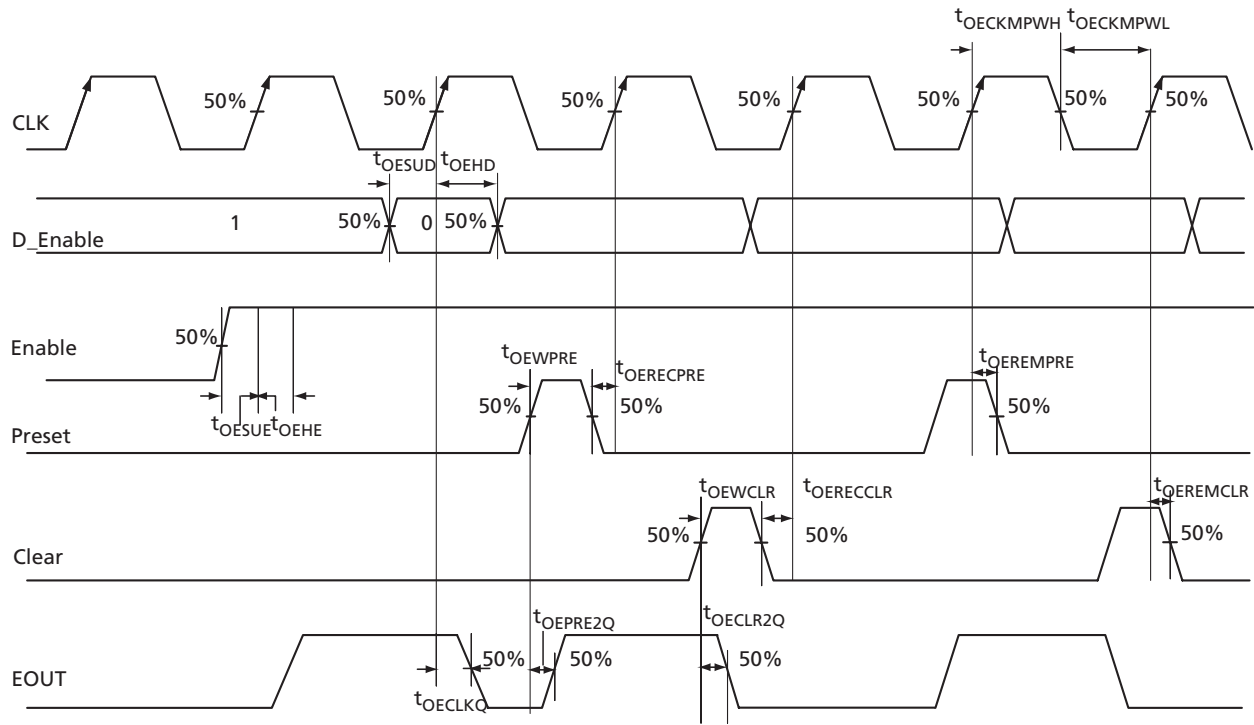 tOECKMPWH tOECKMPWL
CLK 50% 50% 50% 50% 50% 50% 50%
tOESUD tOEHD
D_Enable 1 50% 0 50%
Enable 50%
tOESUE tOEHE
tOEWPRE tOERECPRE tOEREMPRE
Preset 50% 50% 50%
tOEWCLR tOERECCLR tOEREMCLR
Clear 50% 50% 50%
tOEPRE2Q tOECLR2Q
EOUT 50% 50% 50%
tOECLKQ